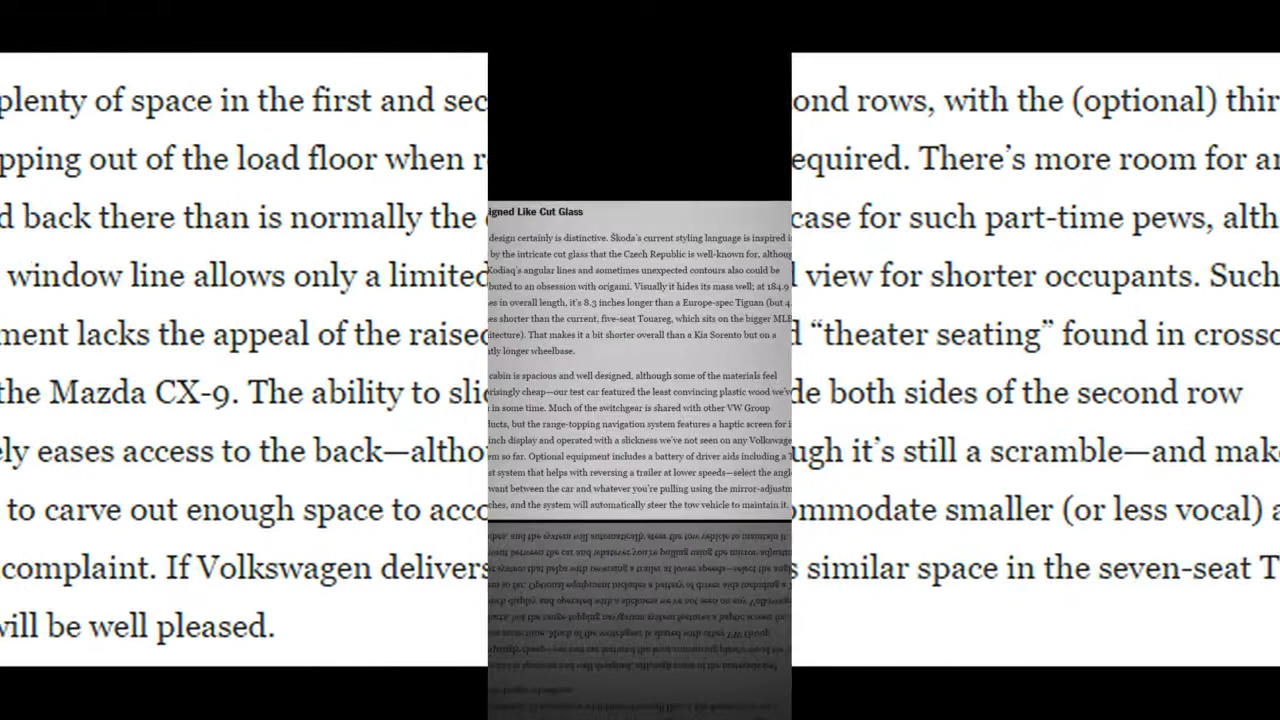 plenty of space in the first and sec
pping out of the load floor when r
d back there than is normally the
window line allows only a limited
ment lacks the appeal of the raised
the Mazda CX-9. The ability to slid
ely eases access to the back—altho
to carve out enough space to acco
complaint. If Volkswagen delivers
will be well pleased.
igned Like Cut Glass
design certainly is distinctive. Škoda's current styling language is inspired i
by the intricate cut glass that the Czech Republic is well-known for, althoug
Kodiaq's angular lines and sometimes unexpected contours also could be
buted to an obsession with origami. Visually it hides its mass well; at 184.9
es in overall length, it's 8.3 inches longer than a Europe-spec Tiguan (but 4.
es shorter than the current, five-seat Touareg, which sits on the bigger MLB
itecture). That makes it a bit shorter overall than a Kia Sorento but on a
tly longer wheelbase.
cabin is spacious and well designed, although some of the materials feel
risingly cheap—our test car featured the least convincing plastic wood we'v
in some time. Much of the switchgear is shared with other VW Group
ucts, but the range-topping navigation system features a haptic screen for i
inch display and operated with a slickness we've not seen on any Volkswage
em so far. Optional equipment includes a battery of driver aids including a T
st system that helps with reversing a trailer at lower speeds—select the angl
want between the car and whatever you're pulling using the mirror-adjustm
ches, and the system will automatically steer the tow vehicle to maintain it.
ond rows, with the (optional) thir
equired. There's more room for an
case for such part-time pews, alth
view for shorter occupants. Such
"theater seating" found in crosso
de both sides of the second row
ugh it's still a scramble—and make
ommodate smaller (or less vocal) a
s similar space in the seven-seat T